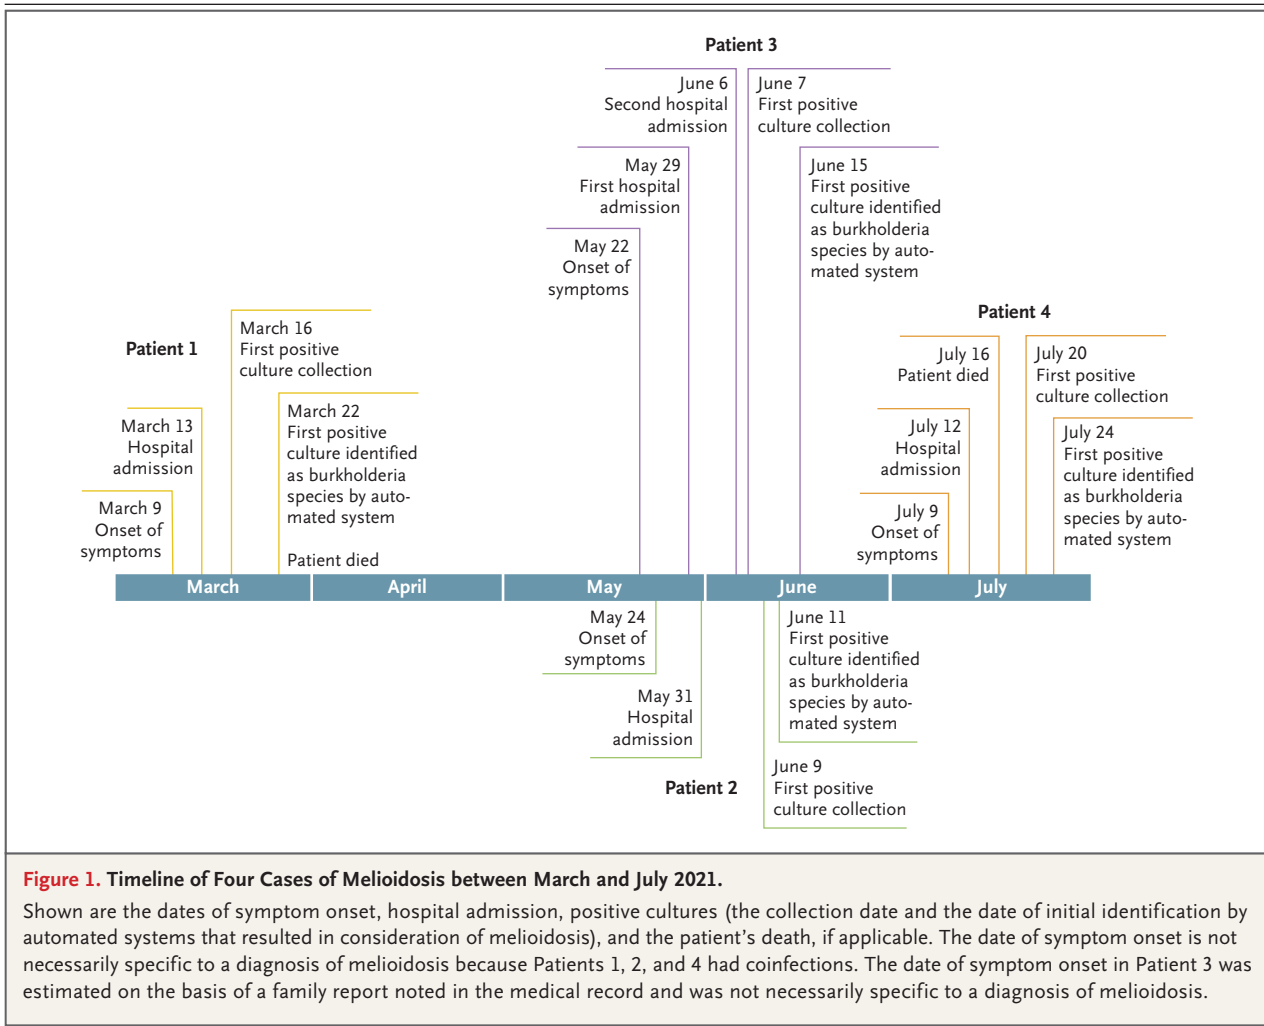 Patient 1
March 9
Onset of
symptoms
March 13
Hospital
admission
March 16
First positive
culture collection
March 22
First positive
culture identified
as burkholderia
species by auto-
mated system
Patient died
Patient 3
May 22
Onset of
symptoms
May 29
First hospital
admission
June 6
Second hospital
admission
June 7
First positive
culture collection
June 15
First positive
culture identified
as burkholderia
species by auto-
mated system
Patient 4
July 9
Onset of
symptoms
July 12
Hospital
admission
July 16
Patient died
July 20
First positive
culture collection
July 24
First positive
culture identified
as burkholderia
species by auto-
mated system
March
April
May
June
July
May 24
Onset of
symptoms
May 31
Hospital
admission
Patient 2
June 11
First positive
culture identified
as burkholderia
species by auto-
mated system
June 9
First positive
culture collection
Figure 1. Timeline of Four Cases of Melioidosis between March and July 2021.
Shown are the dates of symptom onset, hospital admission, positive cultures (the collection date and the date of initial identification by
automated systems that resulted in consideration of melioidosis), and the patient's death, if applicable. The date of symptom onset is not
necessarily specific to a diagnosis of melioidosis because Patients 1, 2, and 4 had coinfections. The date of symptom onset in Patient 3 was
estimated on the basis of a family report noted in the medical record and was not necessarily specific to a diagnosis of melioidosis.